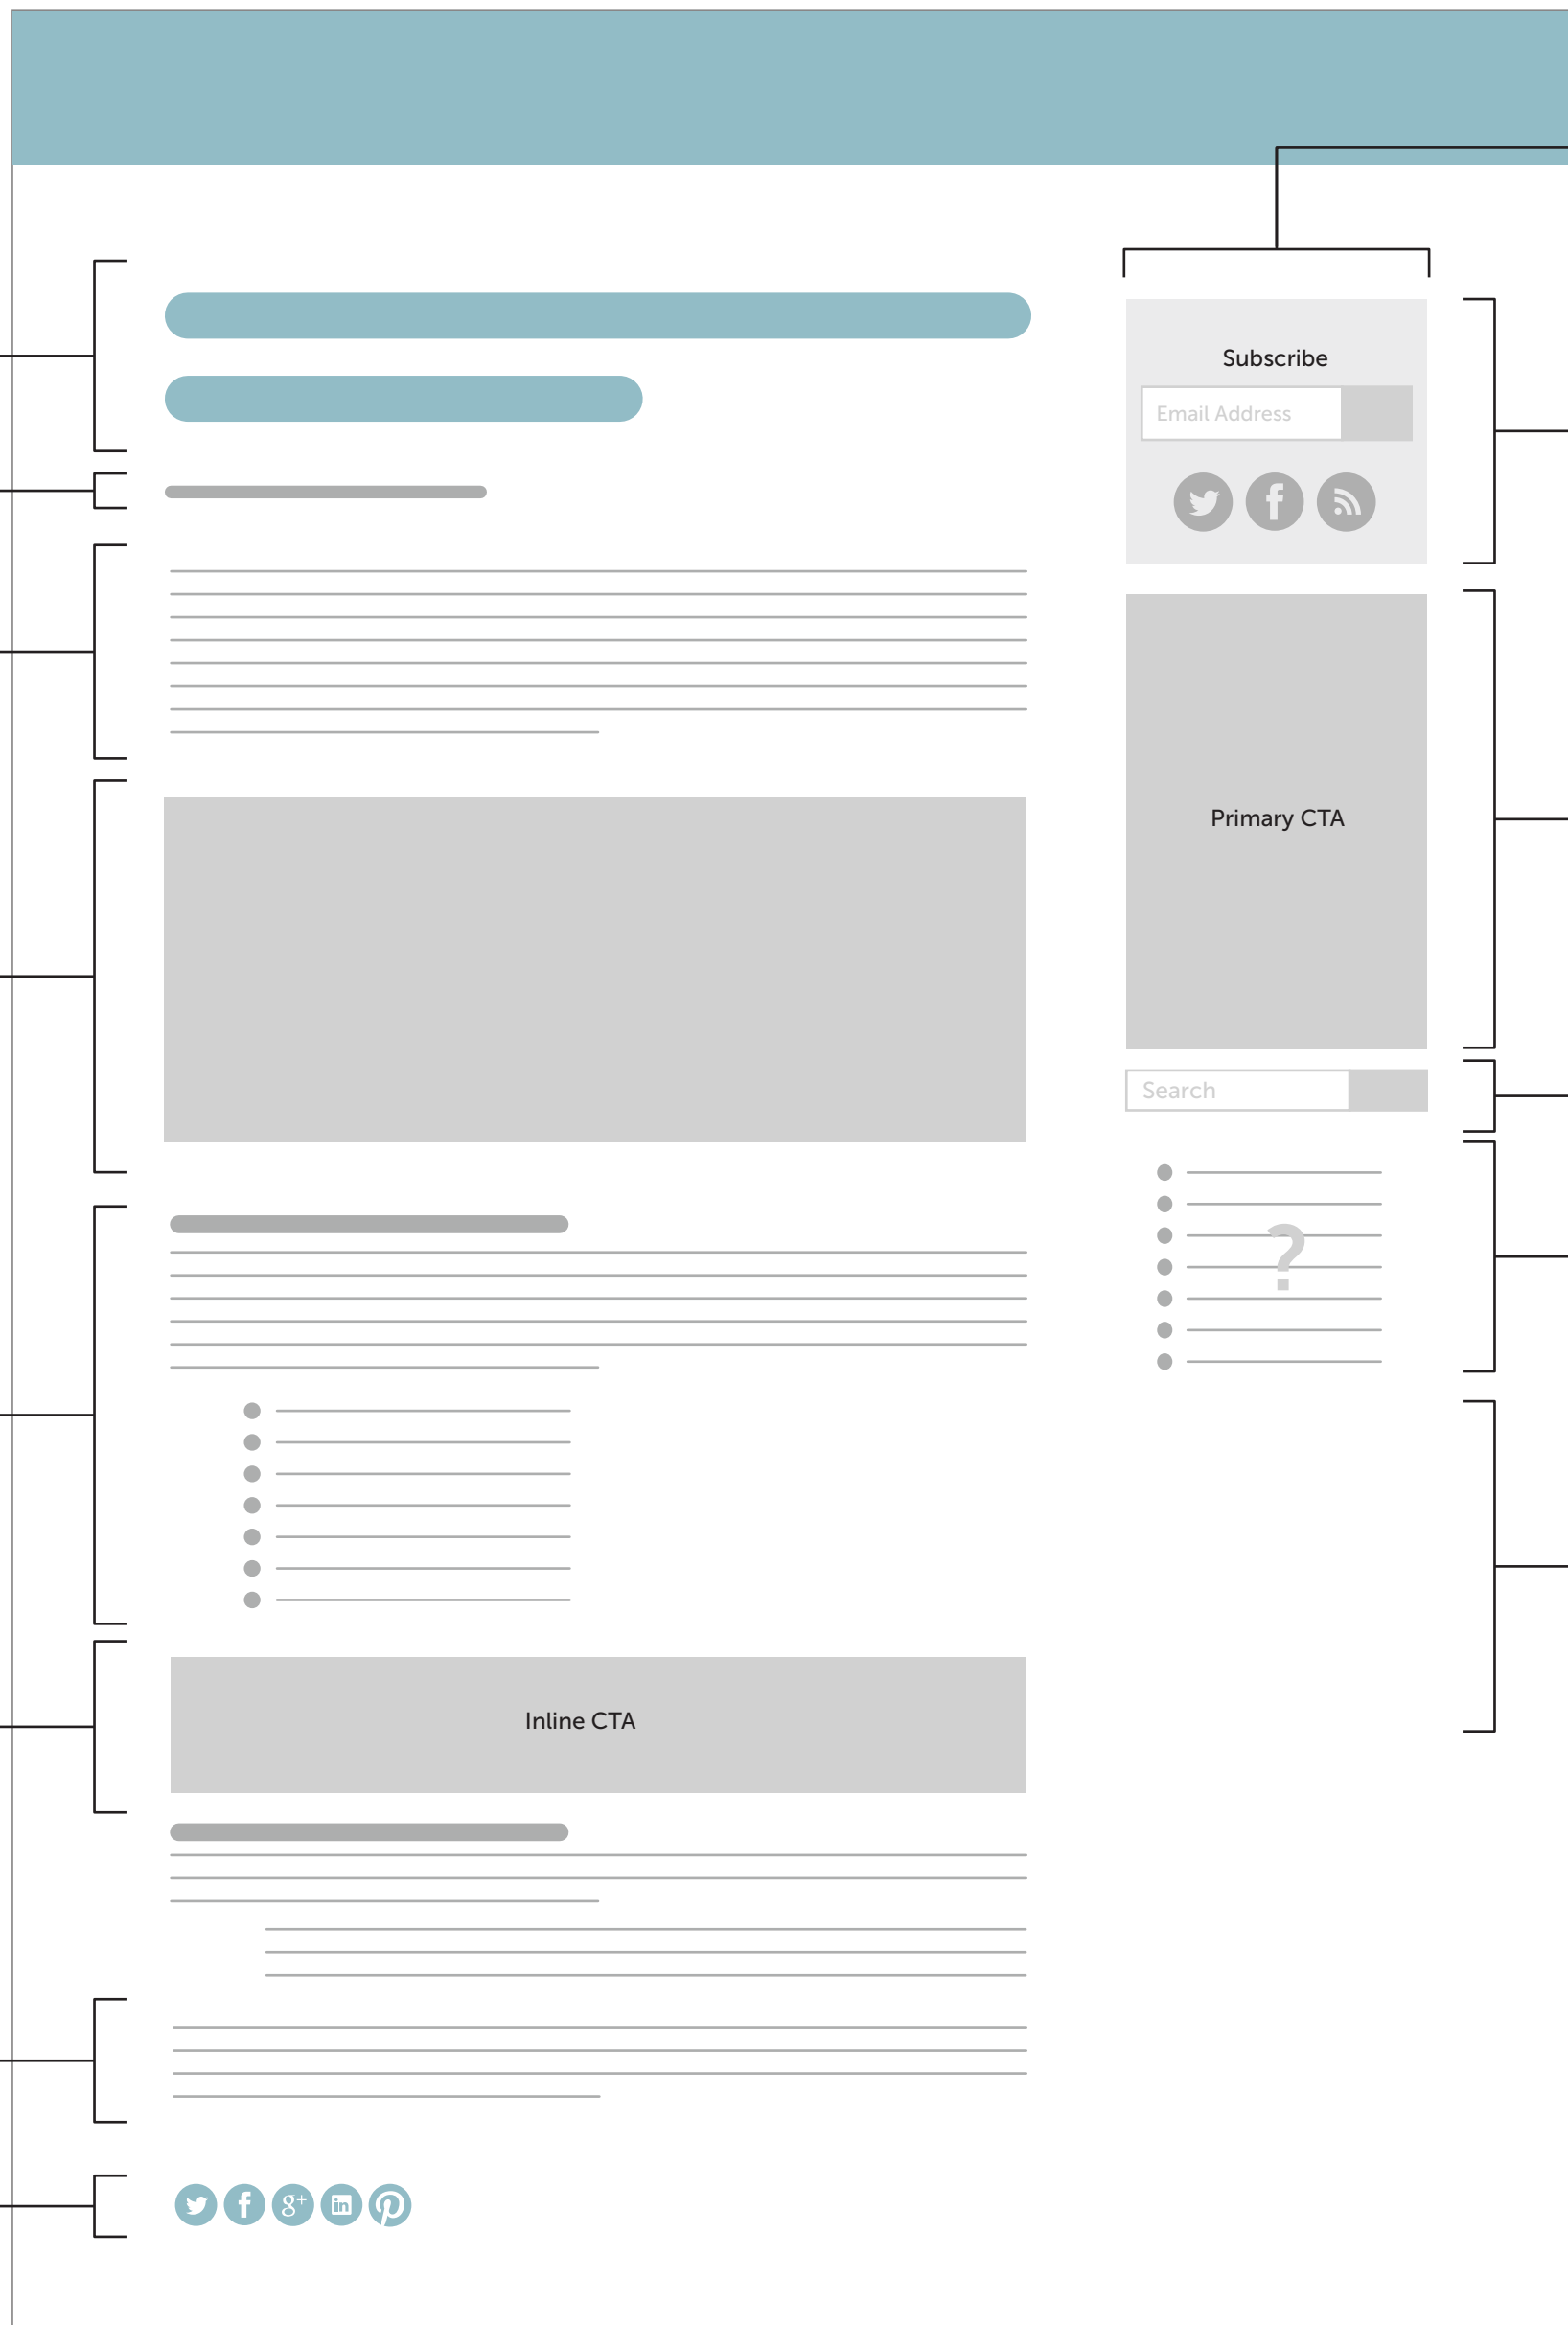 Subscribe
Email Address
Primary CTA
Search
?
Inline CTA